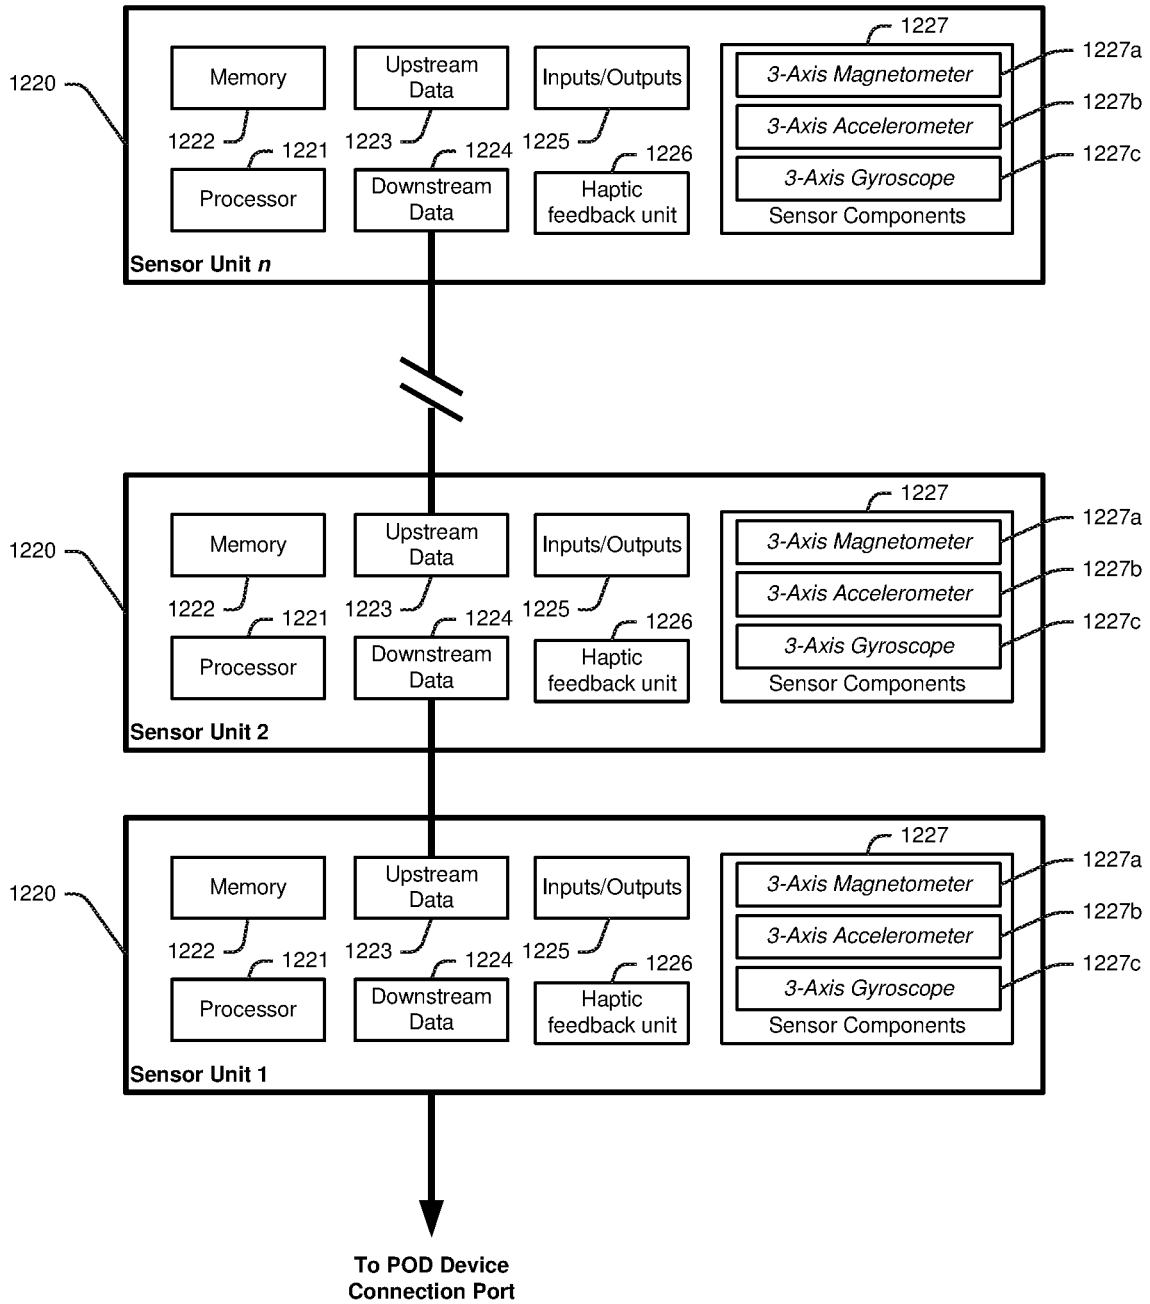 1227
1220
Memory
Upstream
Data
Inputs/Outputs
3-Axis Magnetometer
1227a
3-Axis Accelerometer
1227b
1222
1223
1225
1221
1224
1226
3-Axis Gyroscope
1227c
Processor
Downstream
Data
Haptic
feedback unit
Sensor Components
Sensor Unit n
1227
1220
Memory
Upstream
Data
Inputs/Outputs
3-Axis Magnetometer
1227a
3-Axis Accelerometer
1227b
1222
1223
1225
1221
1224
1226
3-Axis Gyroscope
1227c
Processor
Downstream
Data
Haptic
feedback unit
Sensor Components
Sensor Unit 2
1227
1220
Memory
Upstream
Data
Inputs/Outputs
3-Axis Magnetometer
1227a
3-Axis Accelerometer
1227b
1222
1223
1225
1221
1224
1226
3-Axis Gyroscope
1227c
Processor
Downstream
Data
Haptic
feedback unit
Sensor Components
Sensor Unit 1
To POD Device
Connection Port